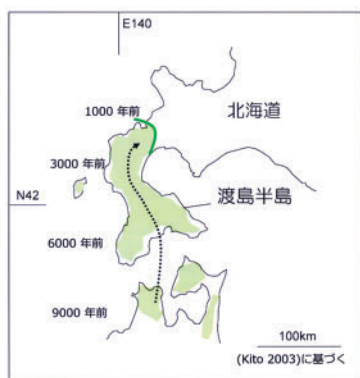 E140
1000 年前
北海道
3000 年前
N42
渡島半島
6000 年前
9000 年前
100km
(Kito 2003)に基づく